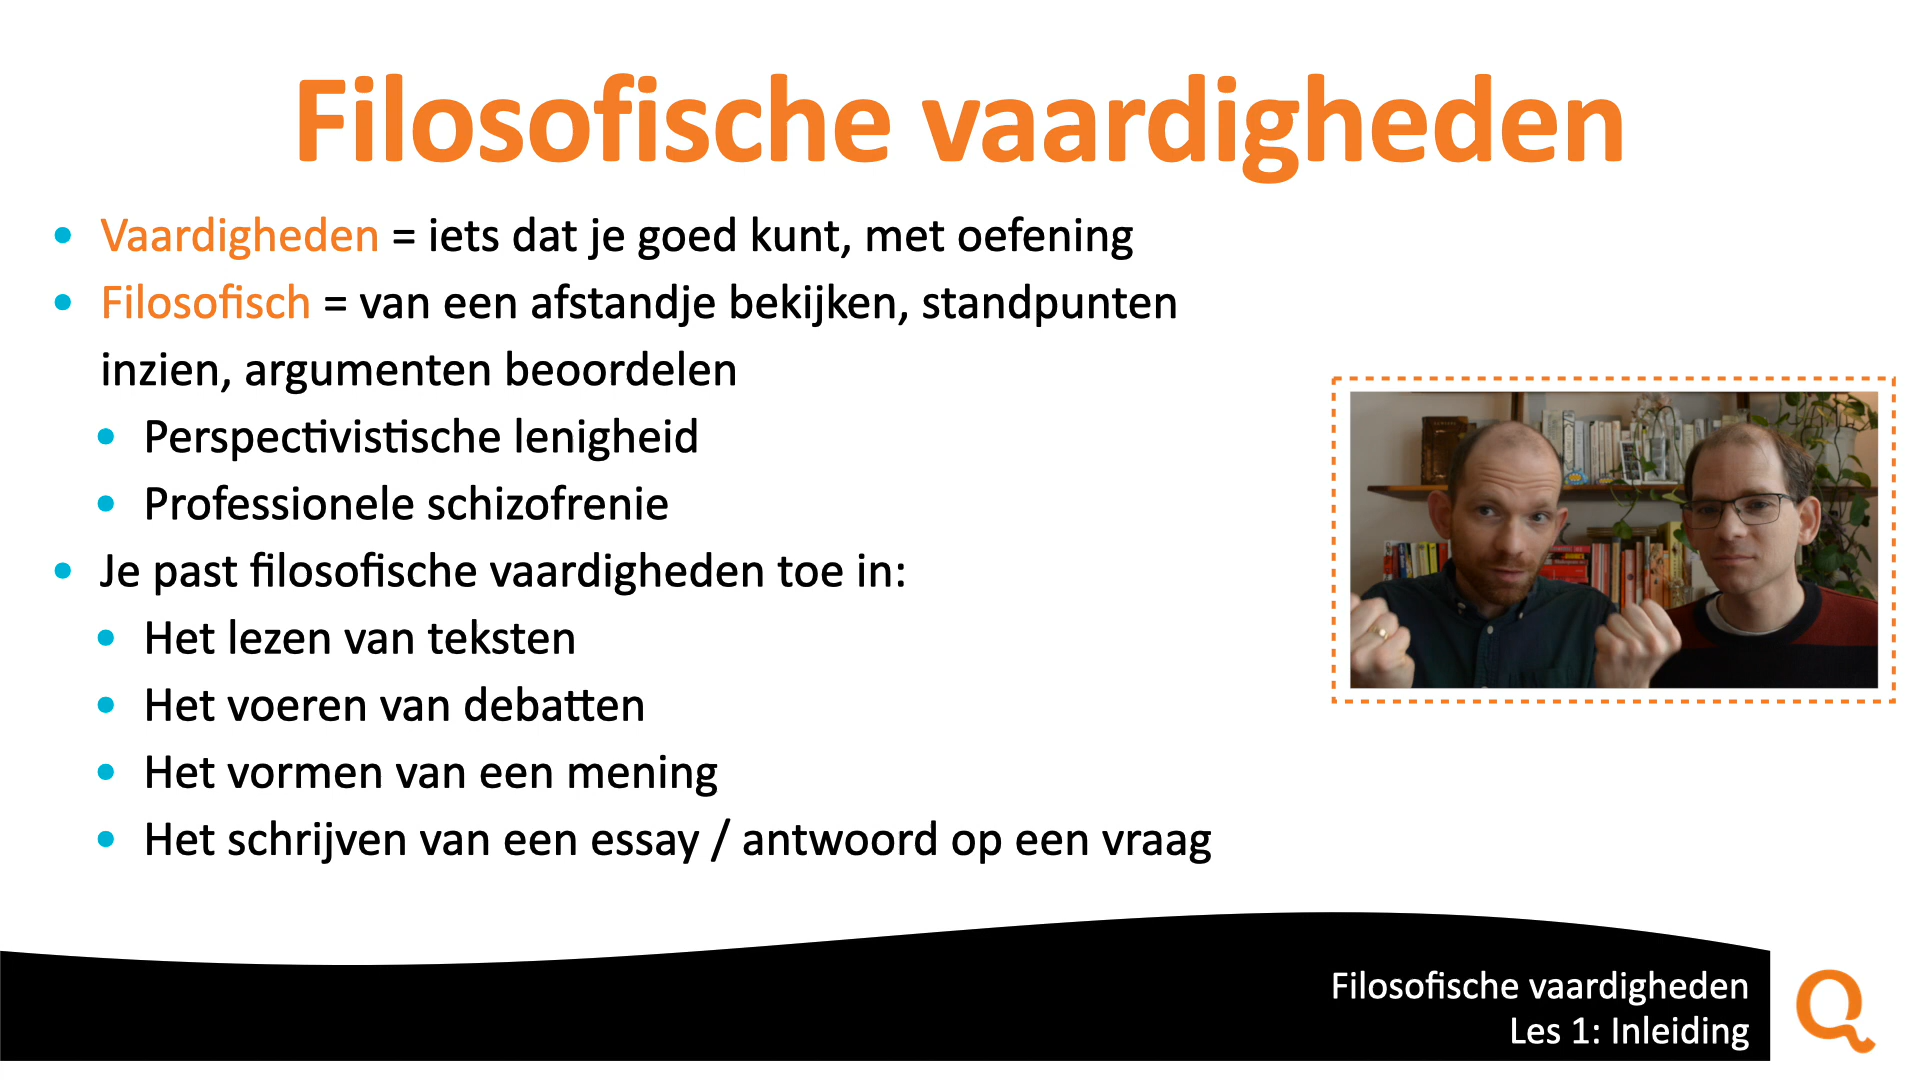 Filosofische vaardigheden
• Vaardigheden = iets dat je goed kunt, met oefening
• Filosofisch = van een afstandje bekijken, standpunten
inzien, argumenten beoordelen
• Perspectivistische lenigheid
• Professionele schizofrenie
• Je past filosofische vaardigheden toe in:
• Het lezen van teksten
• Het voeren van debatten
• Het vormen van een mening
• Het schrijven van een essay / antwoord op een vraag
Filosofische vaardigheden
Les 1: Inleiding
Q